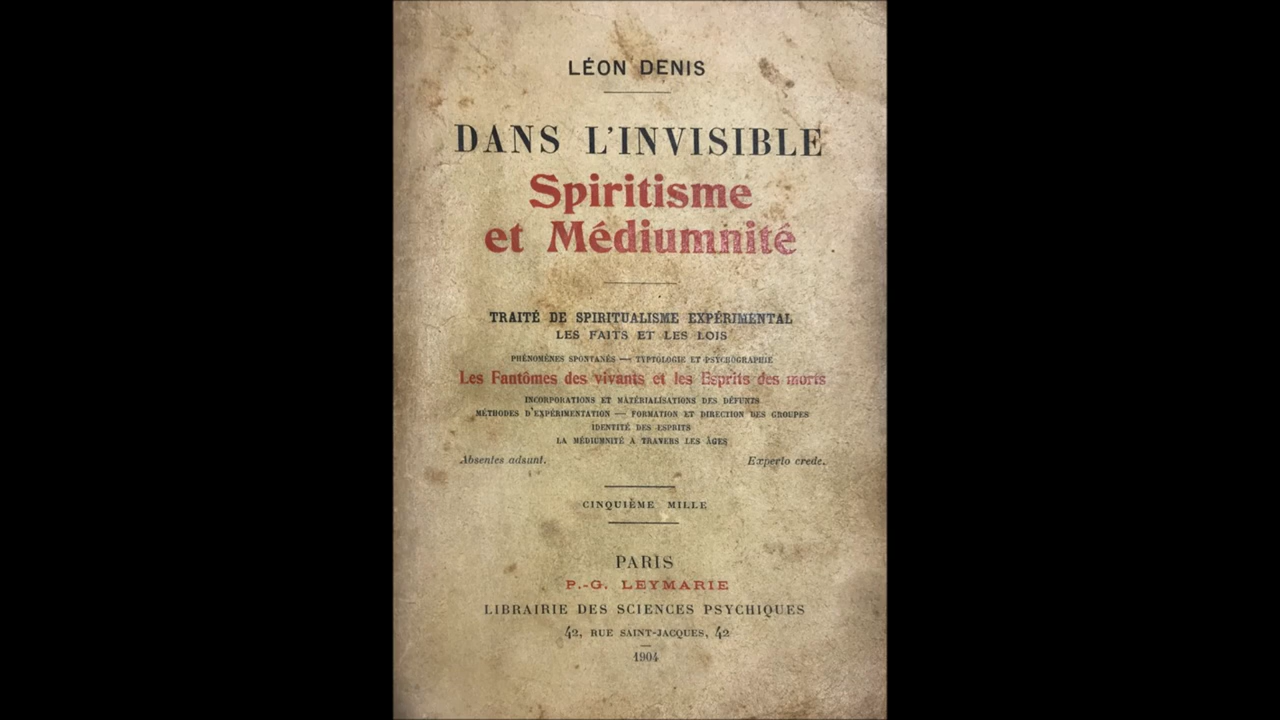 LÉON DENIS
DANS L'INVISIBLE
Spiritisme
et Médiumnité
TRAITÉ DE SPIRITUALISME EXPÉRIMENTAL
LES FAITS ET LES LOIS
PHÉNOMÈNES SPONTANÉS — TYPTOLOGIE ET PSYCHOGRAPHIE
Les Fantômes des vivants et les Esprits des morts
INCORPORATIONS ET MATÉRIALISATIONS DES DÉFUNTS
MÉTHODES D'EXPÉRIMENTATION — FORMATION ET DIRECTION DES GROUPES
IDENTITÉ DES ESPRITS
LA MÉDIUMNITÉ A TRAVERS LES ÂGES
Absentes adsunt. Experto crede.
CINQUIÈME MILLE
PARIS
P.-G. LEYMARIE
LIBRAIRIE DES SCIENCES PSYCHIQUES
42, RUE SAINT-JACQUES, 42
1904